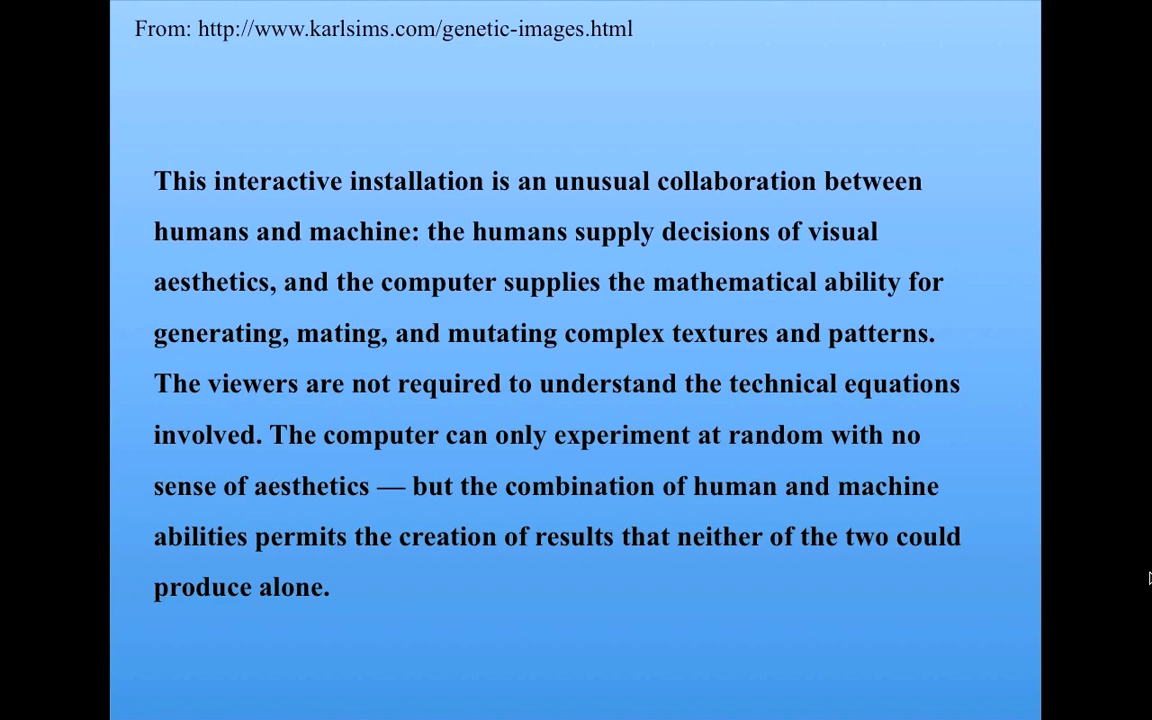 From: http://www.karlsims.com/genetic-images.html
This interactive installation is an unusual collaboration between
humans and machine: the humans supply decisions of visual
aesthetics, and the computer supplies the mathematical ability for
generating, mating, and mutating complex textures and patterns.
The viewers are not required to understand the technical equations
involved. The computer can only experiment at random with no
sense of aesthetics — but the combination of human and machine
abilities permits the creation of results that neither of the two could
produce alone.